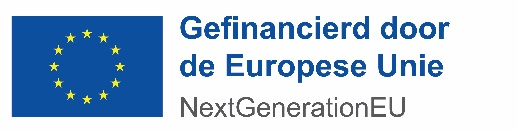 Gefinancierd door
de Europese Unie
NextGenerationEU